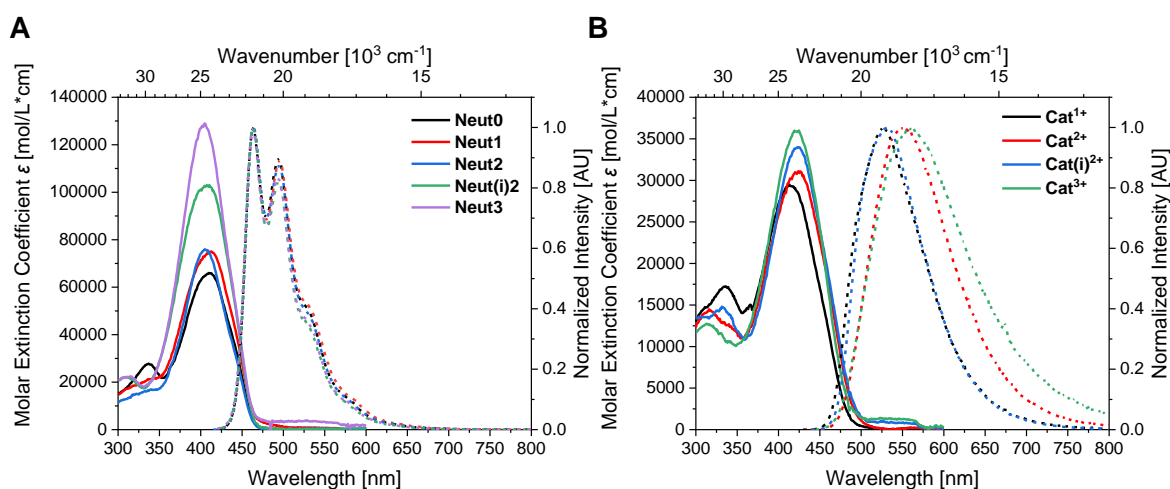 A
Wavenumber [10³ cm⁻¹]
30 25 20 15
140000
120000
100000
80000
60000
40000
20000
0
Molar Extinction Coefficient ε [mol/L*cm]
Neut0
Neut1
Neut2
Neut(i)2
Neut3
1.0
0.8
0.6
0.4
0.2
0.0
Normalized Intensity [AU]
300 350 400 450 500 550 600 650 700 750 800
Wavelength [nm]
B
Wavenumber [10³ cm⁻¹]
30 25 20 15
40000
35000
30000
25000
20000
15000
10000
5000
0
Molar Extinction Coefficient ε [mol/L*cm]
Cat¹⁺
Cat²⁺
Cat(i)²⁺
Cat³⁺
1.0
0.8
0.6
0.4
0.2
0.0
Normalized Intensity [AU]
300 350 400 450 500 550 600 650 700 750 800
Wavelength [nm]